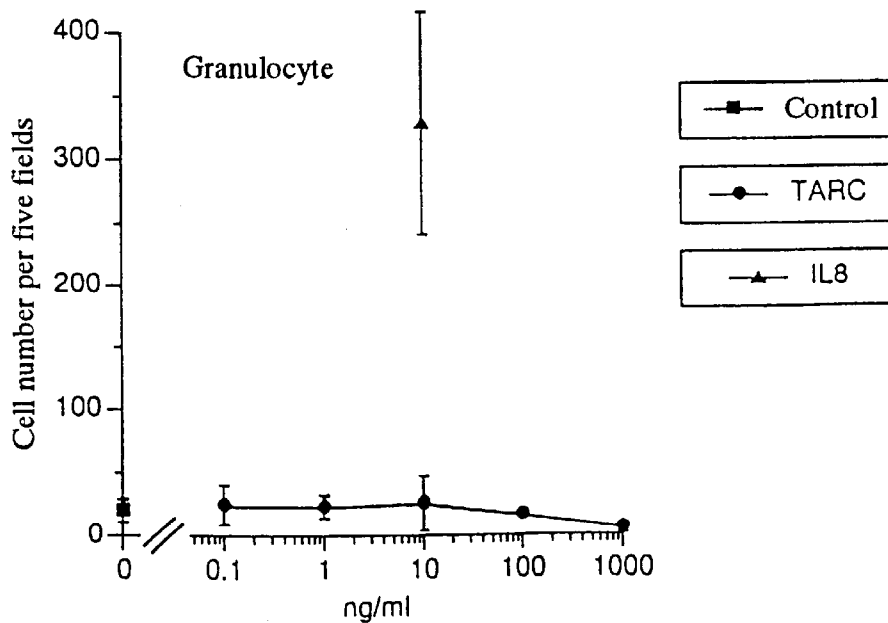 Granulocyte
Cell number per five fields
400
300
200
100
0
0 0.1 1 10 100 1000
ng/ml
Control
TARC
IL8